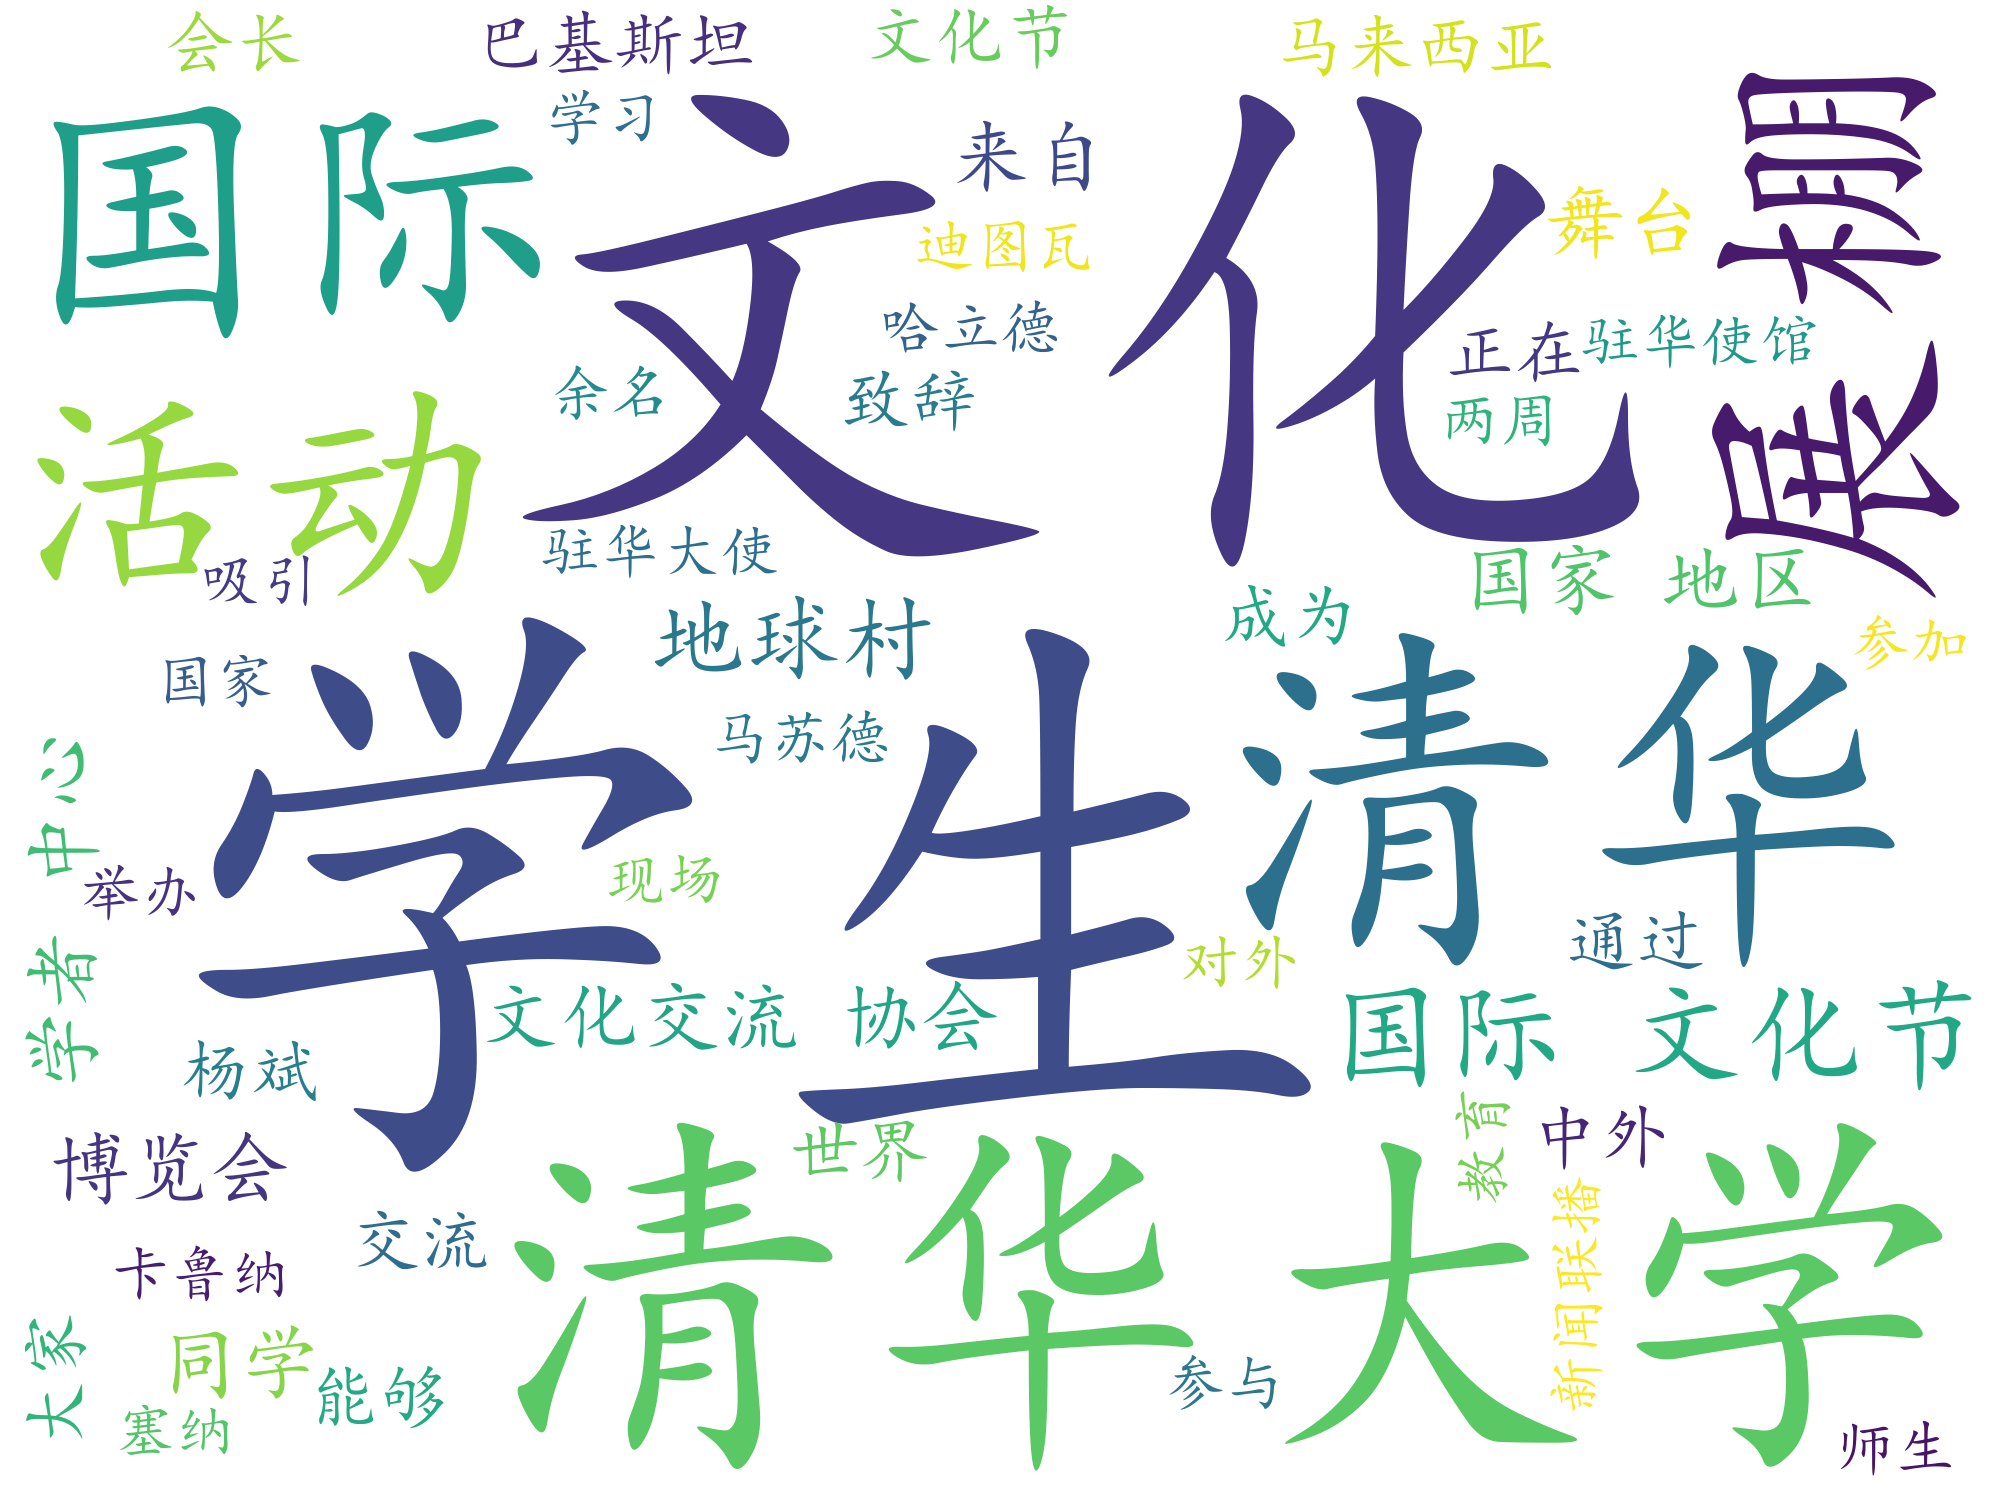 会长
巴基斯坦
文化节
马来西亚
国际
学习
文化
来自
展棚
迪图瓦
舞台
哈立德
正在
驻华使馆
余名
致辞
两周
活动
吸引
驻华大使
国家 地区
地球村
成为
参加
学生
清华
国家
马苏德
学者 中心
举办
现场
对外
通过
文化交流 协会
国际 文化节
杨斌
博览会
世界
教育
中外
清华大学
交流
新闻联播
卡鲁纳
大家
同学
能够
参与
塞纳
师生